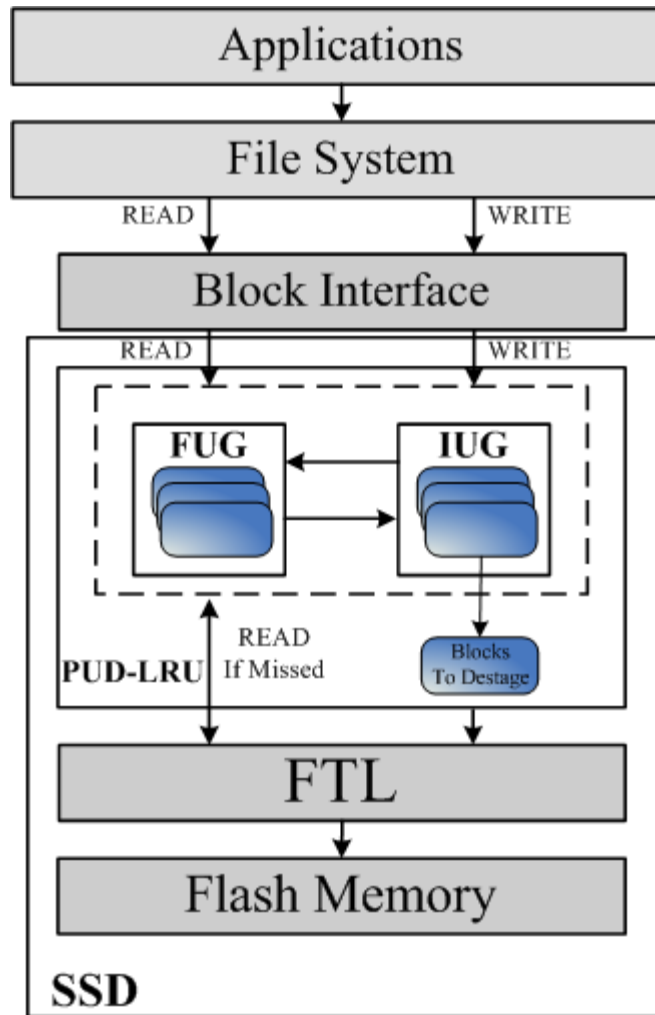 Applications
File System
READ
WRITE
Block Interface
READ
WRITE
FUG
IUG
READ
If Missed
PUD-LRU
Blocks
To Destage
FTL
Flash Memory
SSD